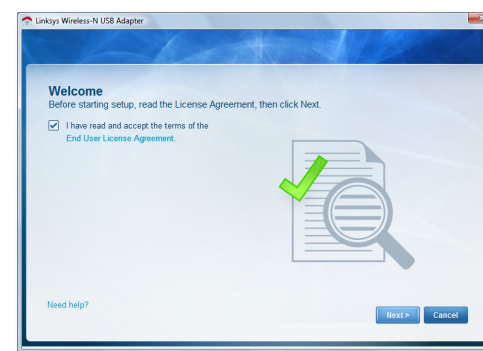 Linksys Wireless-N USB Adapter
Welcome
Before starting setup, read the License Agreement, then click Next.
I have read and accept the terms of the
End User License Agreement.
Need help?
Next >
Cancel